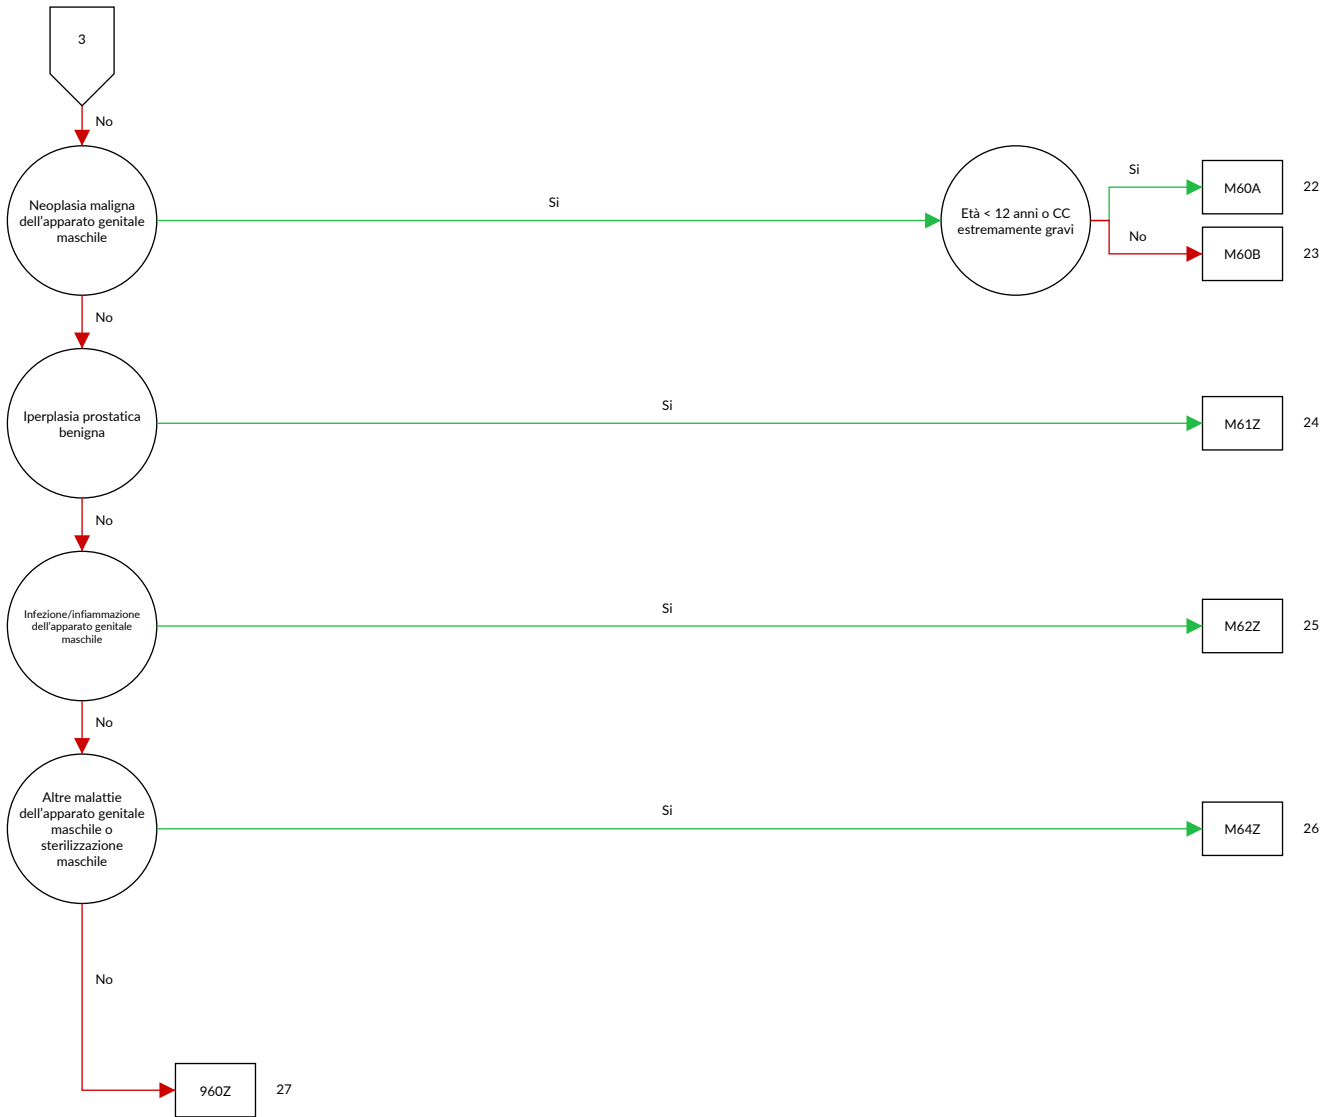 3
No
Neoplasia maligna
dell'apparato genitale
maschile
Si
Età < 12 anni o CC
estremamente gravi
Si
M60A
22
No
M60B
23
No
Iperplasia prostatica
benigna
Si
M61Z
24
No
Infezione/infiammazione
dell'apparato genitale
maschile
Si
M62Z
25
No
Altre malattie
dell'apparato genitale
maschile o
sterilizzazione
maschile
Si
M64Z
26
No
960Z
27